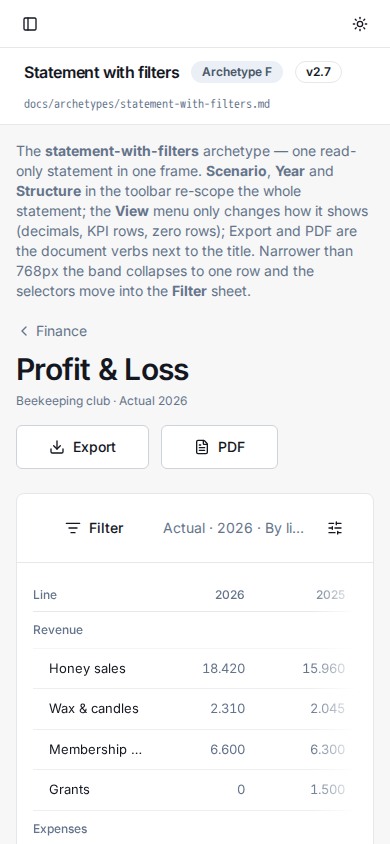 Statement with filters Archetype F v2.7
docs/archetypes/statement-with-filters.md
The statement-with-filters archetype — one read-
only statement in one frame. Scenario, Year and
Structure in the toolbar re-scope the whole
statement; the View menu only changes how it shows
(decimals, KPI rows, zero rows); Export and PDF are
the document verbs next to the title. Narrower than
768px the band collapses to one row and the
selectors move into the Filter sheet.
Finance
Profit & Loss
Beekeeping club · Actual 2026
Export PDF
Filter Actual · 2026 · By li...
Line 2026 2025
Revenue
Honey sales 18.420 15.960
Wax & candles 2.310 2.045
Membership ... 6.600 6.300
Grants 0 1.500
Expenses